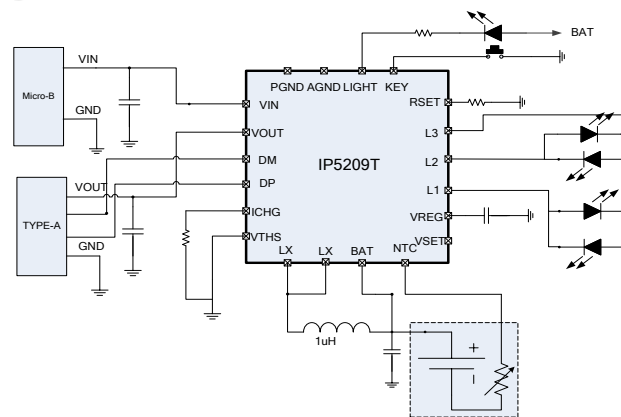 BAT
VIN
Micro-B
GND
PGND AGND LIGHT KEY
VIN
RSET
VOUT
L3
DM
IP5209T
L2
DP
L1
VOUT
TYPE-A
GND
ICHG
VREG
VTHS
VSET
LX LX BAT NTC
1uH
+
−